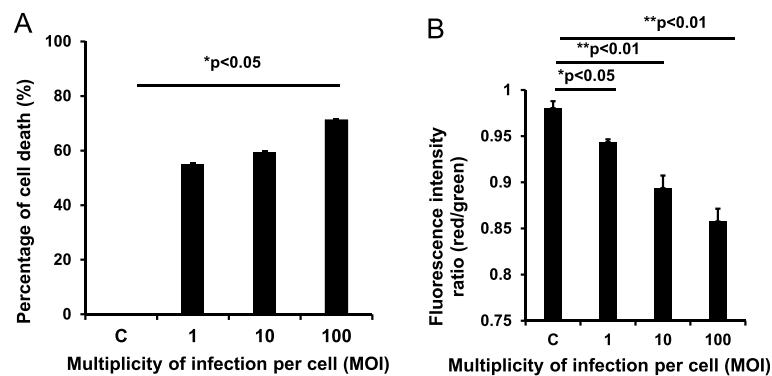 A
Percentage of cell death (%)
100
80
60
40
20
0
*p<0.05
C 1 10 100
Multiplicity of infection per cell (MOI)
B
**p<0.01
**p<0.01
*p<0.05
Fluorescence intensity
ratio (red/green)
1
0.95
0.9
0.85
0.8
0.75
C 1 10 100
Multiplicity of infection per cell (MOI)